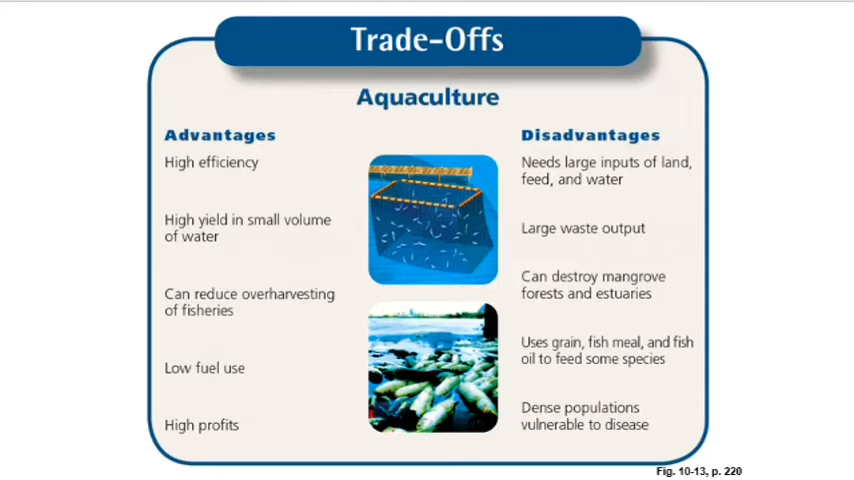 Trade-Offs
Aquaculture
Advantages
High efficiency
High yield in small volume
of water
Can reduce overharvesting
of fisheries
Low fuel use
High profits
Disadvantages
Needs large inputs of land,
feed, and water
Large waste output
Can destroy mangrove
forests and estuaries
Uses grain, fish meal, and fish
oil to feed some species
Dense populations
vulnerable to disease
Fig. 10-13, p. 220